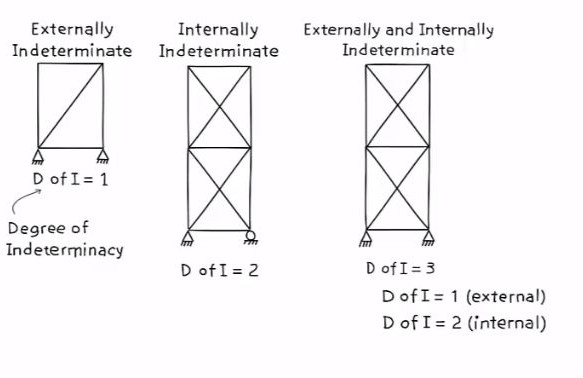 Externally
Indeterminate
D of I = 1
Degree of
Indeterminacy
Internally
Indeterminate
D of I = 2
Externally and Internally
Indeterminate
D of I = 3
D of I = 1 (external)
D of I = 2 (internal)